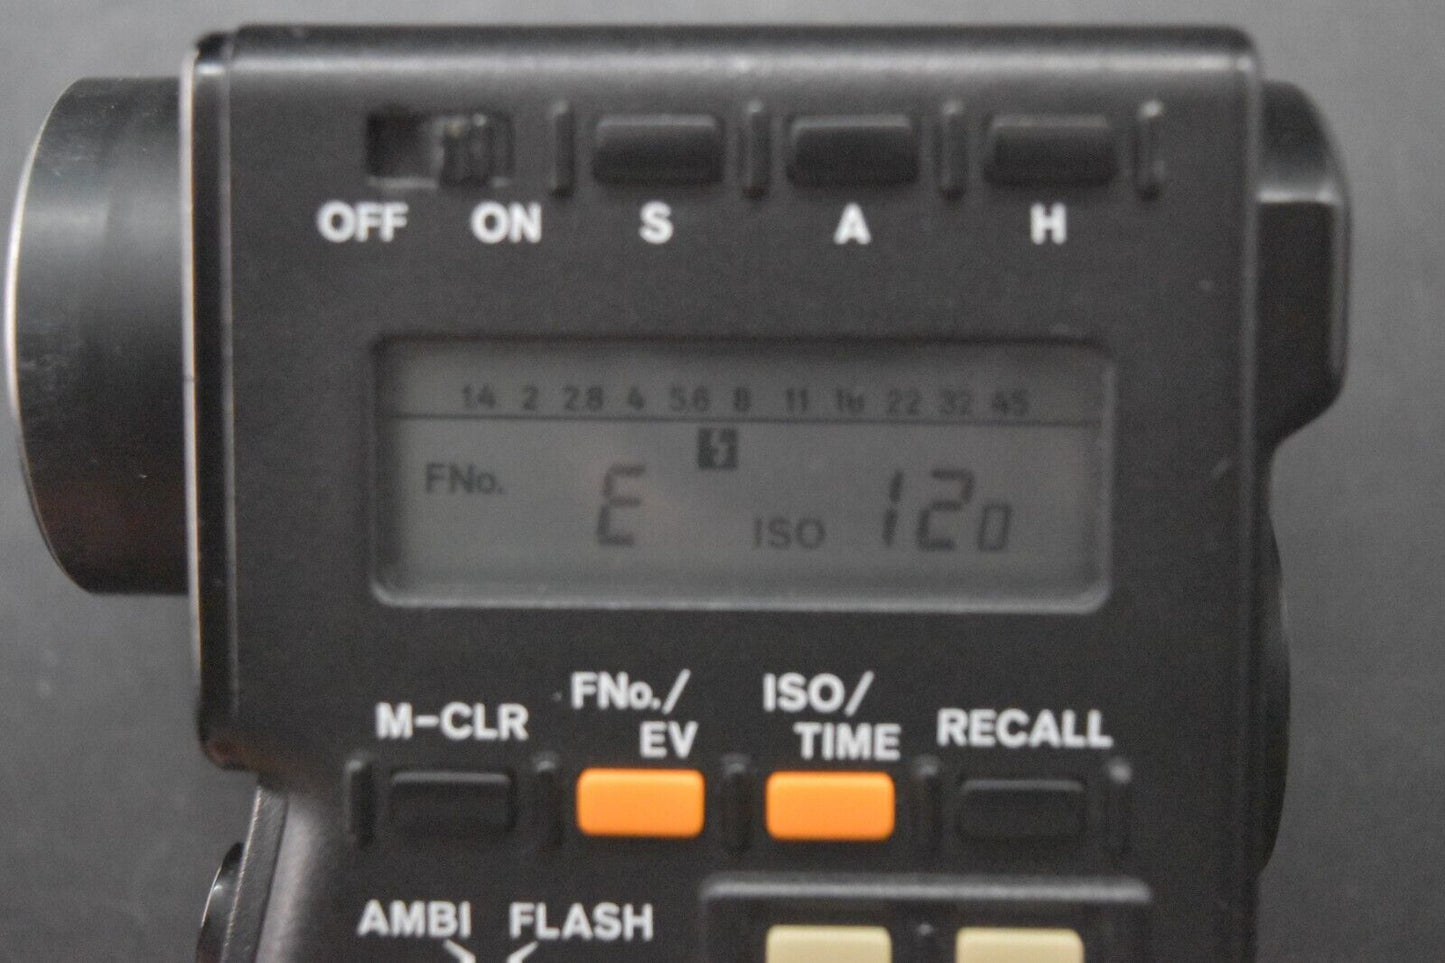 OFF ON S A H
1.4 2 2.8 4 5.6 8 11 16 22 32 45
FNo. E ISO 120
M-CLR FNo./EV ISO/TIME RECALL
AMBI FLASH